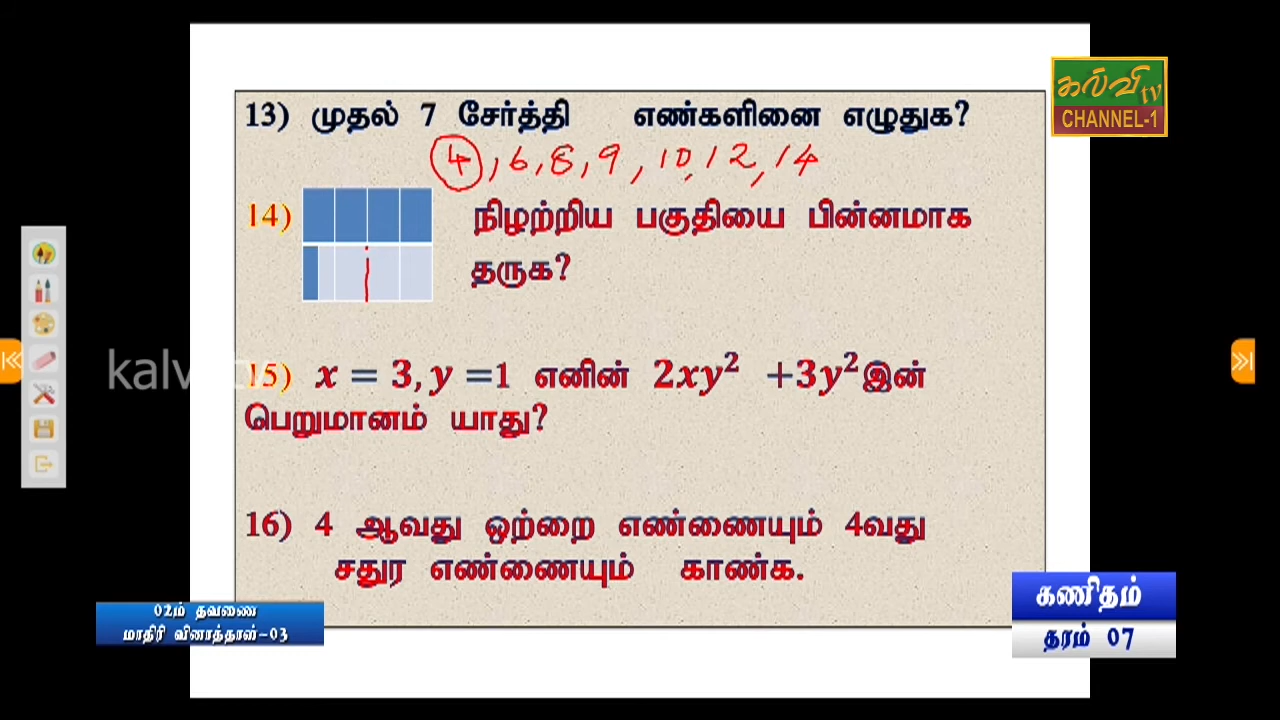 கல்வி tv
CHANNEL-1
13) முதல் 7 சேர்த்தி எண்களினை எழுதுக?
4, 6, 8, 9, 10, 12, 14
14) நிழற்றிய பகுதியை பின்னமாக
தருக?
kalv
15) x = 3, y =1 எனின் 2xy² +3y² இன்
பெறுமானம் யாது?
16) 4 ஆவது ஒற்றை எண்ணையும் 4வது
சதுர எண்ணையும் காண்க.
02ம் தவணை
மாதிரி வினாத்தாள்-03
கணிதம்
தரம் 07